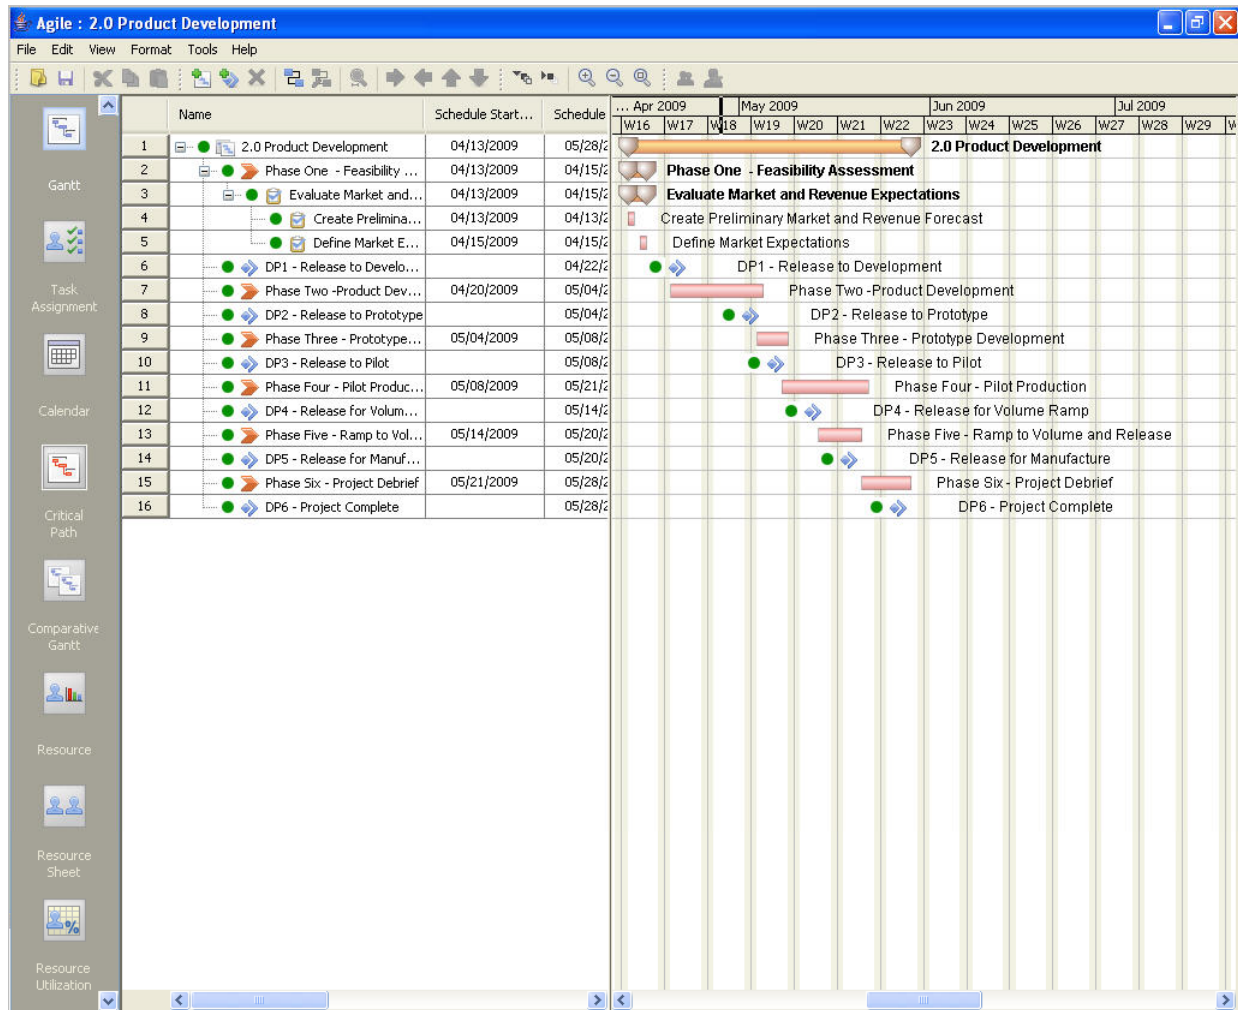 Agile : 2.0 Product Development
File Edit View Format Tools Help
Name Schedule Start... Schedule
... Apr 2009 May 2009 Jun 2009 Jul 2009
W16 W17 W18 W19 W20 W21 W22 W23 W24 W25 W26 W27 W28 W29
1 2.0 Product Development 04/13/2009 05/28/2 2.0 Product Development
2 Phase One - Feasibility ... 04/13/2009 04/15/2 Phase One - Feasibility Assessment
3 Evaluate Market and... 04/13/2009 04/15/2 Evaluate Market and Revenue Expectations
4 Create Prelimina... 04/13/2009 04/13/2 Create Preliminary Market and Revenue Forecast
5 Define Market E... 04/15/2009 04/15/2 Define Market Expectations
6 DP1 - Release to Develo... 04/22/2 DP1 - Release to Development
7 Phase Two -Product Dev... 04/20/2009 05/04/2 Phase Two -Product Development
8 DP2 - Release to Prototype 05/04/2 DP2 - Release to Prototype
9 Phase Three - Prototype... 05/04/2009 05/08/2 Phase Three - Prototype Development
10 DP3 - Release to Pilot 05/08/2 DP3 - Release to Pilot
11 Phase Four - Pilot Produc... 05/08/2009 05/21/2 Phase Four - Pilot Production
12 DP4 - Release for Volum... 05/14/2 DP4 - Release for Volume Ramp
13 Phase Five - Ramp to Vol... 05/14/2009 05/20/2 Phase Five - Ramp to Volume and Release
14 DP5 - Release for Manuf... 05/20/2 DP5 - Release for Manufacture
15 Phase Six - Project Debrief 05/21/2009 05/28/2 Phase Six - Project Debrief
16 DP6 - Project Complete 05/28/2 DP6 - Project Complete
Gantt
Task
Assignment
Calendar
Critical
Path
Comparative
Gantt
Resource
Resource
Sheet
Resource
Utilization